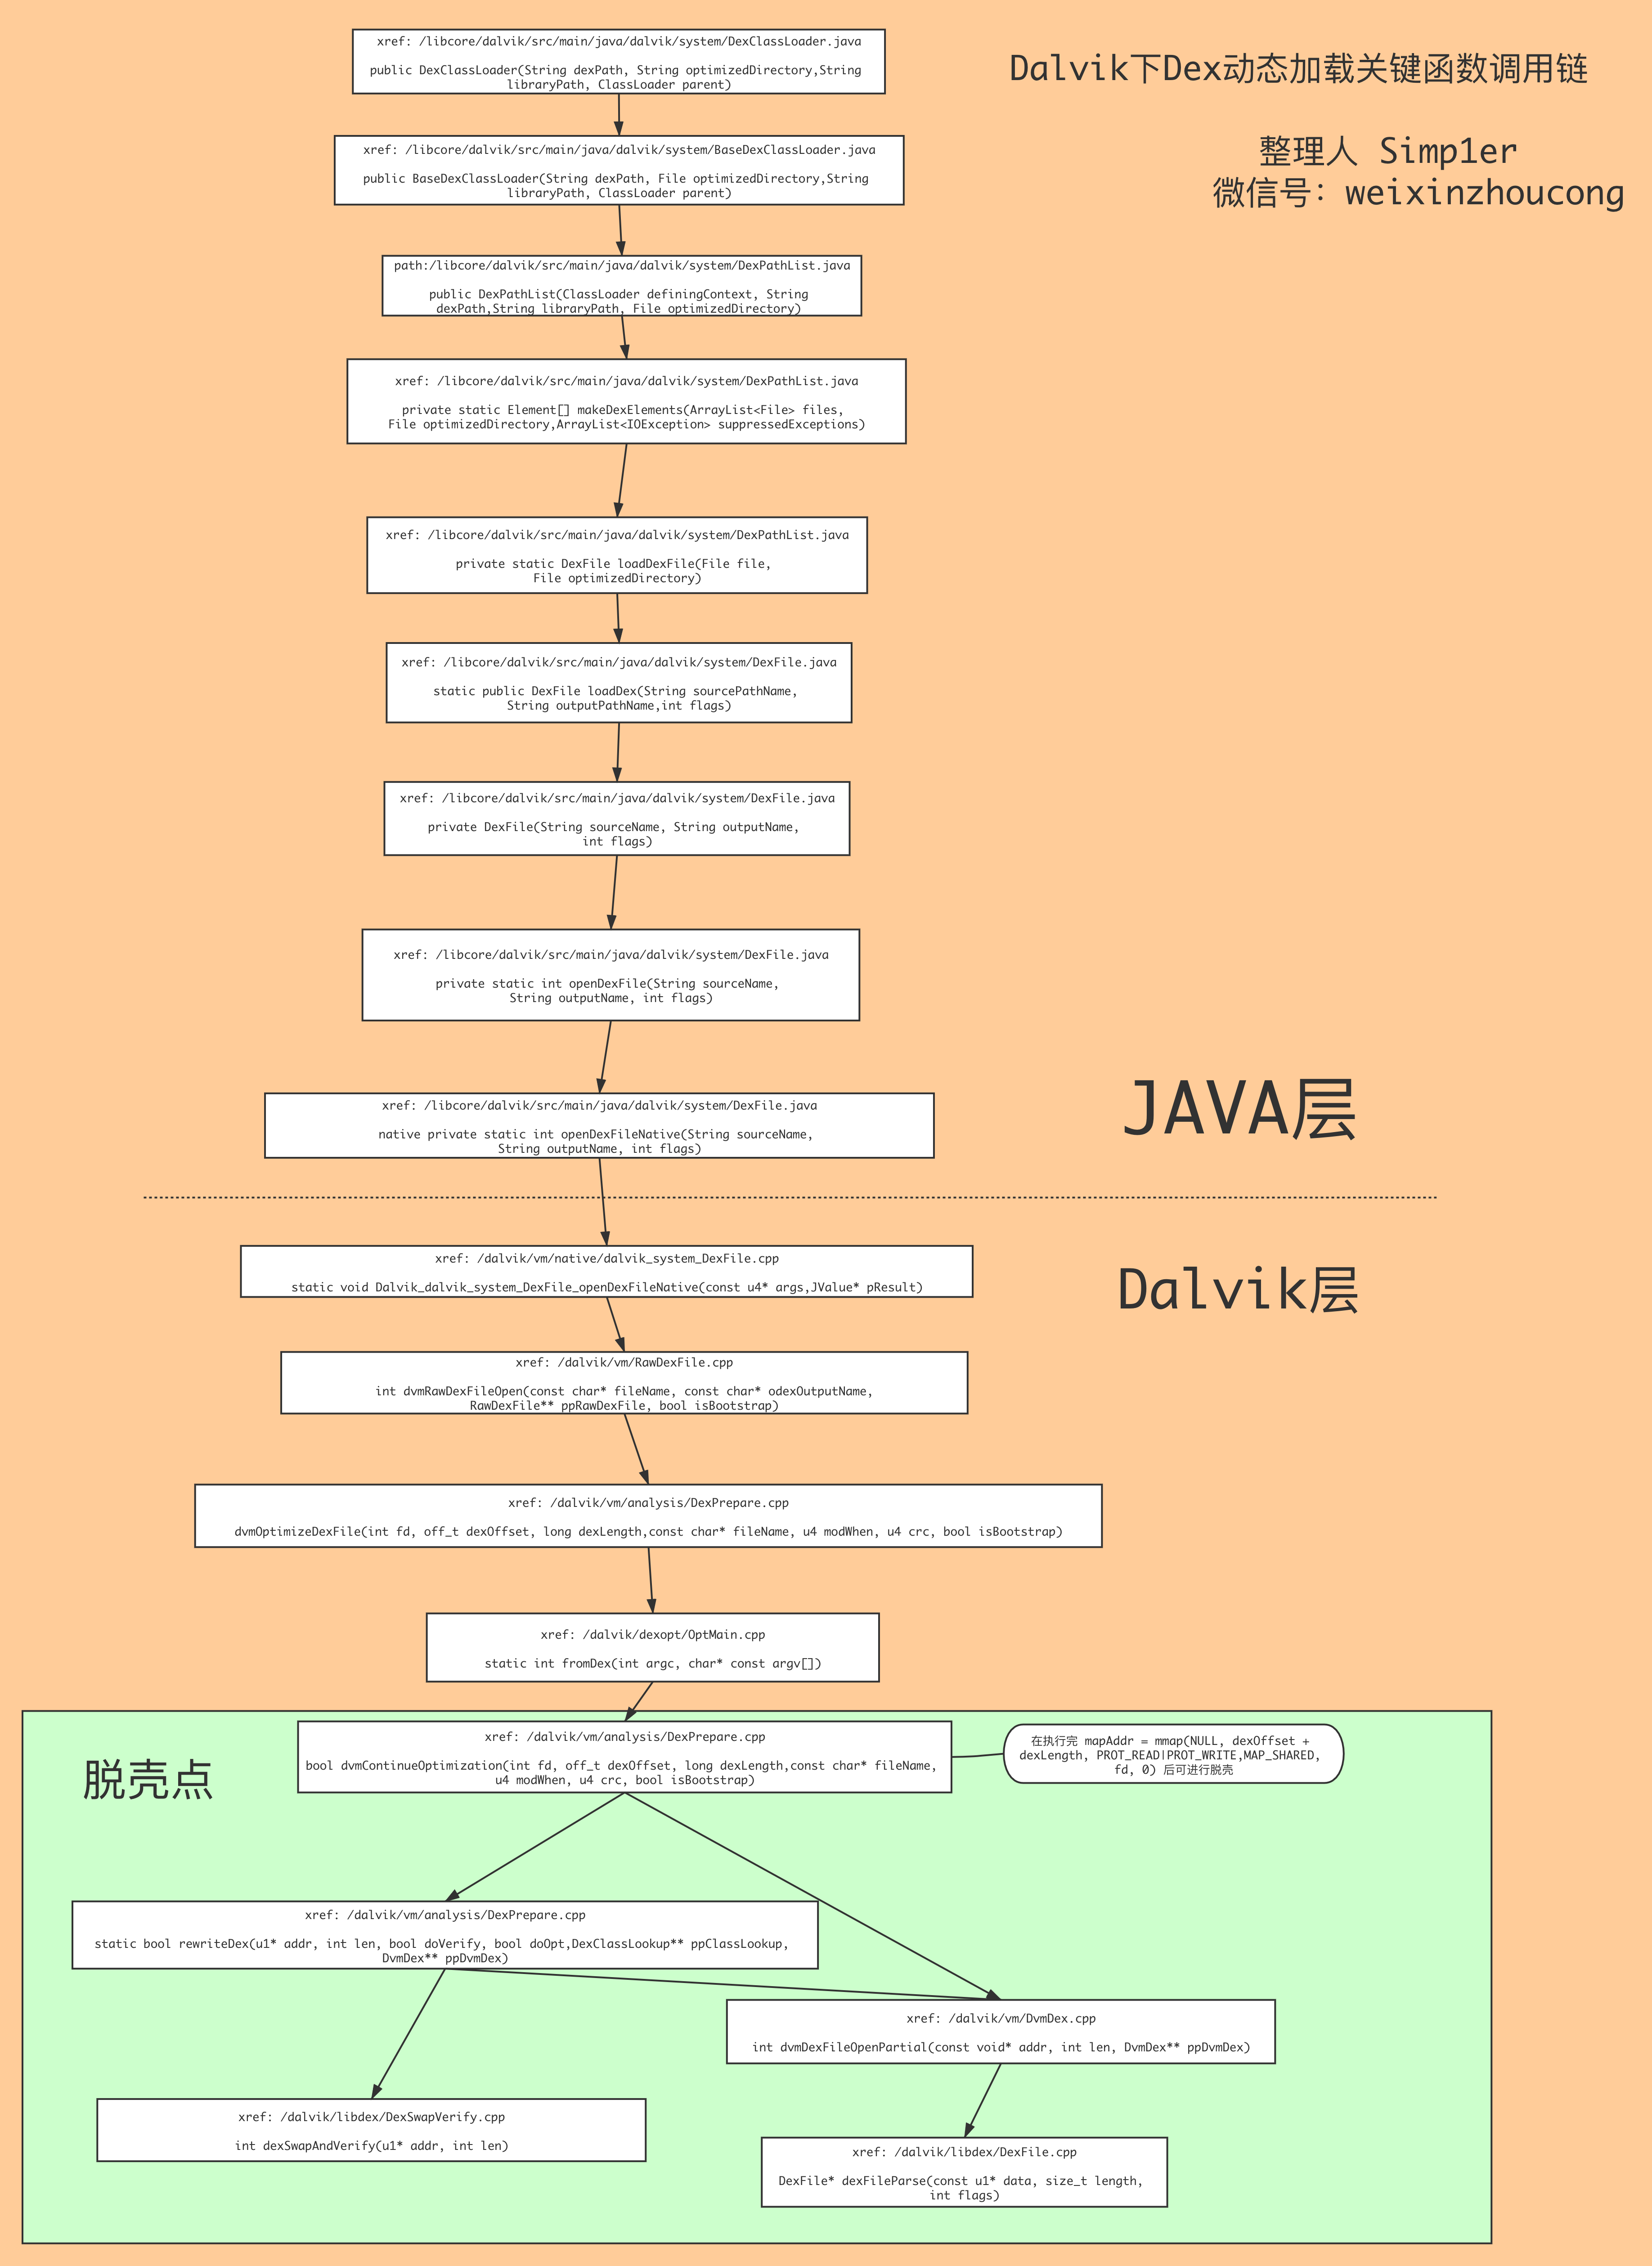 Dalvik下Dex动态加载关键函数调用链
整理人 Simp1er
微信号：weixinzhoucong
xref: /libcore/dalvik/src/main/java/dalvik/system/DexClassLoader.java
public DexClassLoader(String dexPath, String optimizedDirectory,String
libraryPath, ClassLoader parent)
xref: /libcore/dalvik/src/main/java/dalvik/system/BaseDexClassLoader.java
public BaseDexClassLoader(String dexPath, File optimizedDirectory,String
libraryPath, ClassLoader parent)
path:/libcore/dalvik/src/main/java/dalvik/system/DexPathList.java
public DexPathList(ClassLoader definingContext, String
dexPath,String libraryPath, File optimizedDirectory)
xref: /libcore/dalvik/src/main/java/dalvik/system/DexPathList.java
private static Element[] makeDexElements(ArrayList<File> files,
File optimizedDirectory,ArrayList<IOException> suppressedExceptions)
xref: /libcore/dalvik/src/main/java/dalvik/system/DexPathList.java
private static DexFile loadDexFile(File file,
File optimizedDirectory)
xref: /libcore/dalvik/src/main/java/dalvik/system/DexFile.java
static public DexFile loadDex(String sourcePathName,
String outputPathName,int flags)
xref: /libcore/dalvik/src/main/java/dalvik/system/DexFile.java
private DexFile(String sourceName, String outputName,
int flags)
xref: /libcore/dalvik/src/main/java/dalvik/system/DexFile.java
private static int openDexFile(String sourceName,
String outputName, int flags)
xref: /libcore/dalvik/src/main/java/dalvik/system/DexFile.java
native private static int openDexFileNative(String sourceName,
String outputName, int flags)
JAVA层
Dalvik层
xref: /dalvik/vm/native/dalvik_system_DexFile.cpp
static void Dalvik_dalvik_system_DexFile_openDexFileNative(const u4* args,JValue* pResult)
xref: /dalvik/vm/RawDexFile.cpp
int dvmRawDexFileOpen(const char* fileName, const char* odexOutputName,
RawDexFile** ppRawDexFile, bool isBootstrap)
xref: /dalvik/vm/analysis/DexPrepare.cpp
dvmOptimizeDexFile(int fd, off_t dexOffset, long dexLength,const char* fileName, u4 modWhen, u4 crc, bool isBootstrap)
xref: /dalvik/dexopt/OptMain.cpp
static int fromDex(int argc, char* const argv[])
脱壳点
xref: /dalvik/vm/analysis/DexPrepare.cpp
bool dvmContinueOptimization(int fd, off_t dexOffset, long dexLength,const char* fileName,
u4 modWhen, u4 crc, bool isBootstrap)
在执行完 mapAddr = mmap(NULL, dexOffset +
dexLength, PROT_READ|PROT_WRITE,MAP_SHARED,
fd, 0) 后可进行脱壳
xref: /dalvik/vm/analysis/DexPrepare.cpp
static bool rewriteDex(u1* addr, int len, bool doVerify, bool doOpt,DexClassLookup** ppClassLookup,
DvmDex** ppDvmDex)
xref: /dalvik/vm/DvmDex.cpp
int dvmDexFileOpenPartial(const void* addr, int len, DvmDex** ppDvmDex)
xref: /dalvik/libdex/DexSwapVerify.cpp
int dexSwapAndVerify(u1* addr, int len)
xref: /dalvik/libdex/DexFile.cpp
DexFile* dexFileParse(const u1* data, size_t length,
int flags)